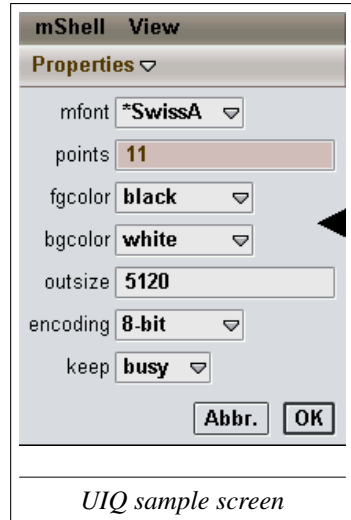 mShell View
Properties
mfont *SwissA
points 11
fgcolor black
bgcolor white
outsize 5120
encoding 8-bit
keep busy
Abbr. OK
UIQ sample screen